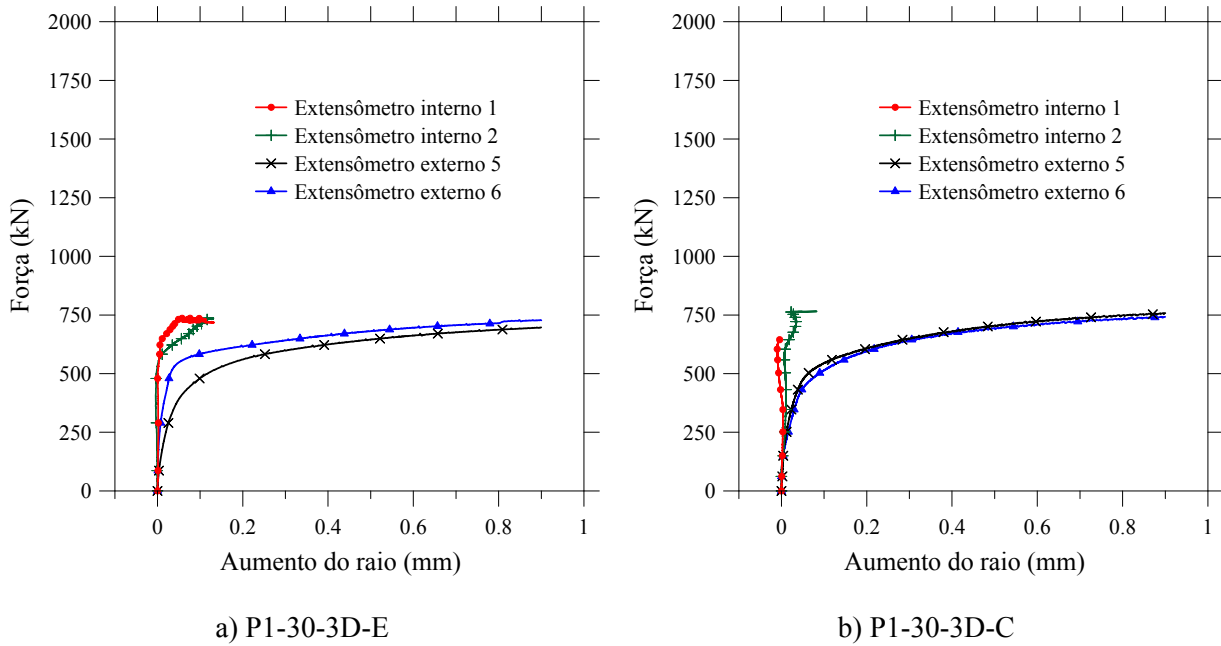 2000
1750
1500
1250
1000
750
500
250
0
Força (kN)
Extensômetro interno 1
Extensômetro interno 2
Extensômetro externo 5
Extensômetro externo 6
0 0.2 0.4 0.6 0.8 1
Aumento do raio (mm)
a) P1-30-3D-E
2000
1750
1500
1250
1000
750
500
250
0
Força (kN)
Extensômetro interno 1
Extensômetro interno 2
Extensômetro externo 5
Extensômetro externo 6
0 0.2 0.4 0.6 0.8 1
Aumento do raio (mm)
b) P1-30-3D-C